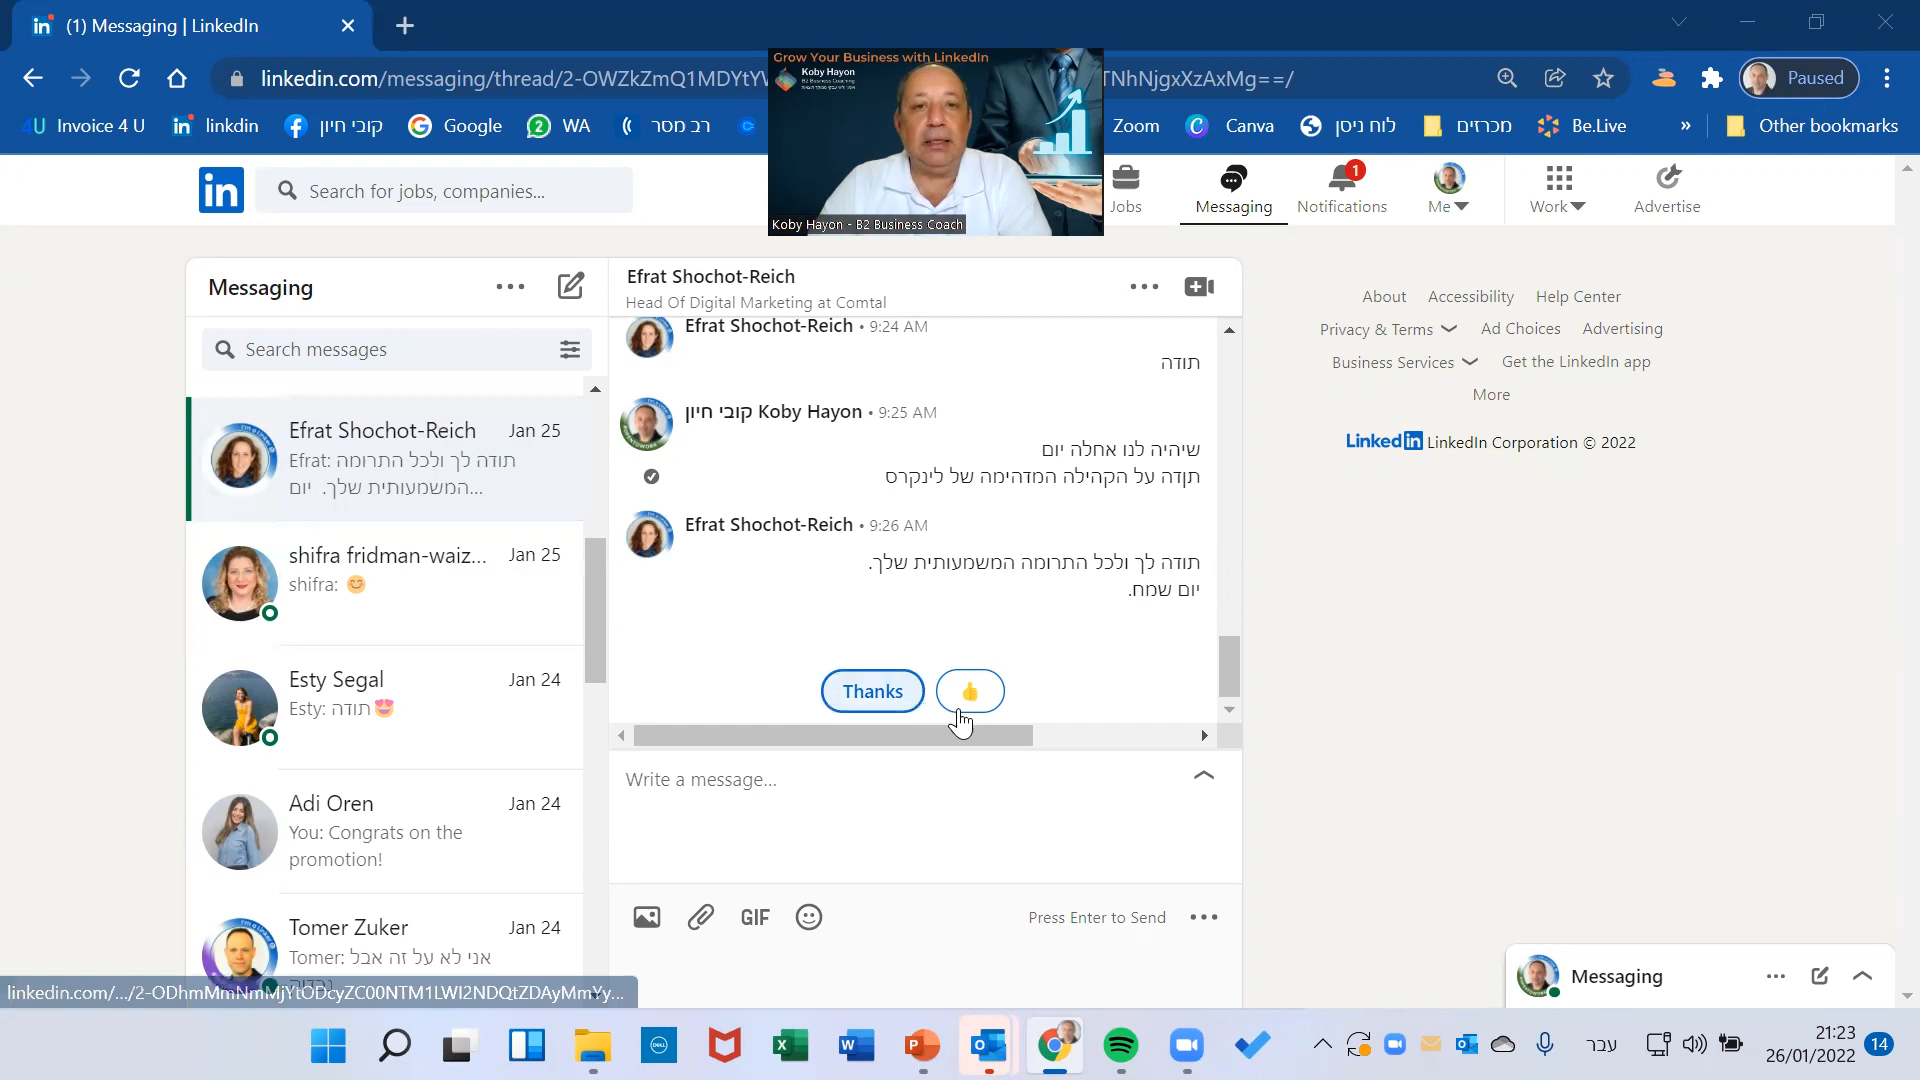 (1) Messaging | LinkedIn
linkedin.com/messaging/thread/2-OWZkZmQ1MDYtYV
TNhNjgxXzAxMg==/
Paused
4U Invoice 4 U
linkdin
קובי חיון
Google
WA
רב מסר
Zoom
Canva
לוח ניסן
מכרזים
Be.Live
»
Other bookmarks
Grow Your Business with LinkedIn
Koby Hayon
B2 Business Coaching
Koby Hayon - B2 Business Coach
in
Search for jobs, companies...
Jobs
Messaging
1
Notifications
Me
Work
Advertise
Messaging
Search messages
Efrat Shochot-Reich
Jan 25
Efrat: תודה לך ולכל התרומה
המשמעותית שלך. יום...
shifra fridman-waiz...
Jan 25
shifra: 😊
Esty Segal
Jan 24
Esty: תודה😍
Adi Oren
Jan 24
You: Congrats on the
promotion!
Tomer Zuker
Jan 24
Tomer: אני לא על זה אבל
Efrat Shochot-Reich
Head Of Digital Marketing at Comtal
Efrat Shochot-Reich • 9:24 AM
תודה
קובי חיון Koby Hayon • 9:25 AM
שיהיה לנו אחלה יום
תןדה על הקהילה המדהימה של לינקרס
Efrat Shochot-Reich • 9:26 AM
תודה לך ולכל התרומה המשמעותית שלך.
יום שמח.
Thanks
👍
Write a message...
GIF
Press Enter to Send
About
Accessibility
Help Center
Privacy & Terms
Ad Choices
Advertising
Business Services
Get the LinkedIn app
More
LinkedIn LinkedIn Corporation © 2022
Messaging
linkedin.com/.../2-ODhmMmNmMjYtODcyZC00NTM1LWI2NDQtZDAyMmYy...
עבר
21:23
26/01/2022
14